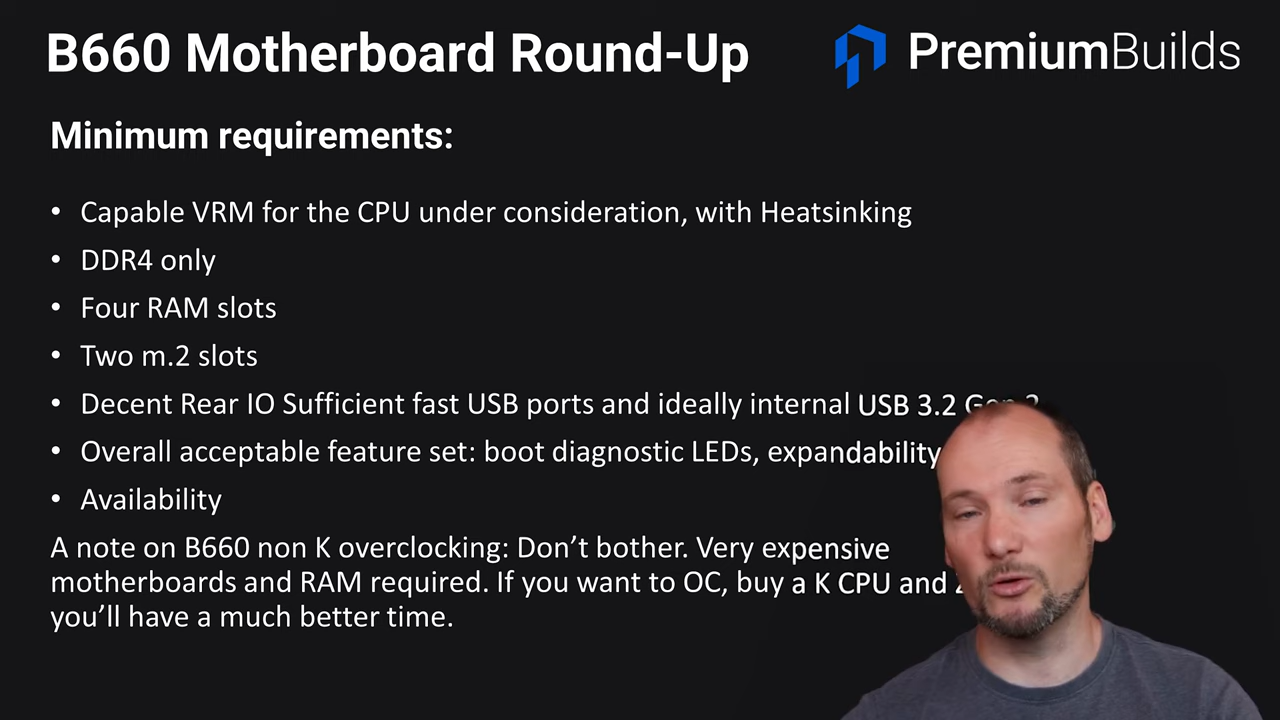 B660 Motherboard Round-Up
PremiumBuilds
Minimum requirements:
• Capable VRM for the CPU under consideration, with Heatsinking
• DDR4 only
• Four RAM slots
• Two m.2 slots
• Decent Rear IO Sufficient fast USB ports and ideally internal USB 3.2
• Overall acceptable feature set: boot diagnostic LEDs, expandability
• Availability
A note on B660 non K overclocking: Don’t bother. Very expensive
motherboards and RAM required. If you want to OC, buy a K CPU and
you’ll have a much better time.